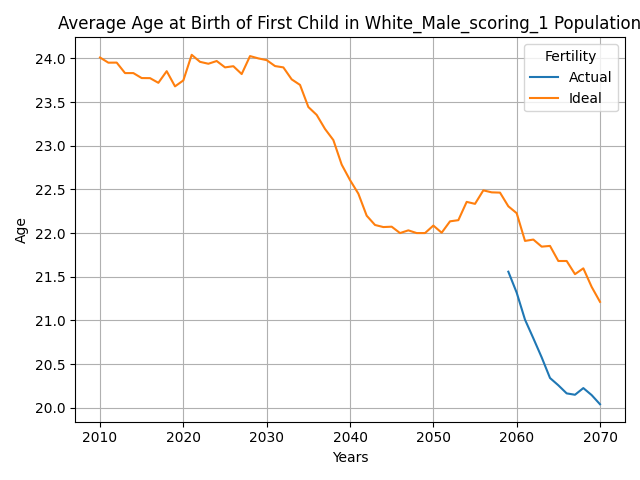 Average Age at Birth of First Child in White_Male_scoring_1 Population
Fertility
Actual
Ideal
Age
24.0
23.5
23.0
22.5
22.0
21.5
21.0
20.5
20.0
2010 2020 2030 2040 2050 2060 2070
Years